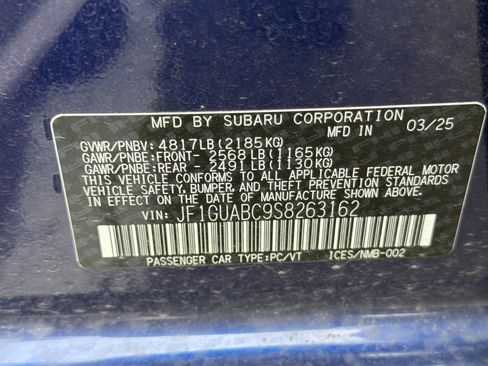 MFD BY SUBARU CORPORATION
MFD IN 03/25
GVWR/PNBV: 4817LB(2185KG)
GAWR/PNBE:FRONT- 2568LB(1165KG)
GAWR/PNBE:REAR - 2491LB(1130KG)
THIS VEHICLE CONFORMS TO ALL APPLICABLE FEDERAL MOTOR
VEHICLE SAFETY, BUMPER, AND THEFT PREVENTION STANDARDS
IN EFFECT ON THE DATE OF MANUFACTURE SHOWN ABOVE.
VIN: JF1GUABC9S8263162
PASSENGER CAR TYPE:PC/VT ICES/NMB-002